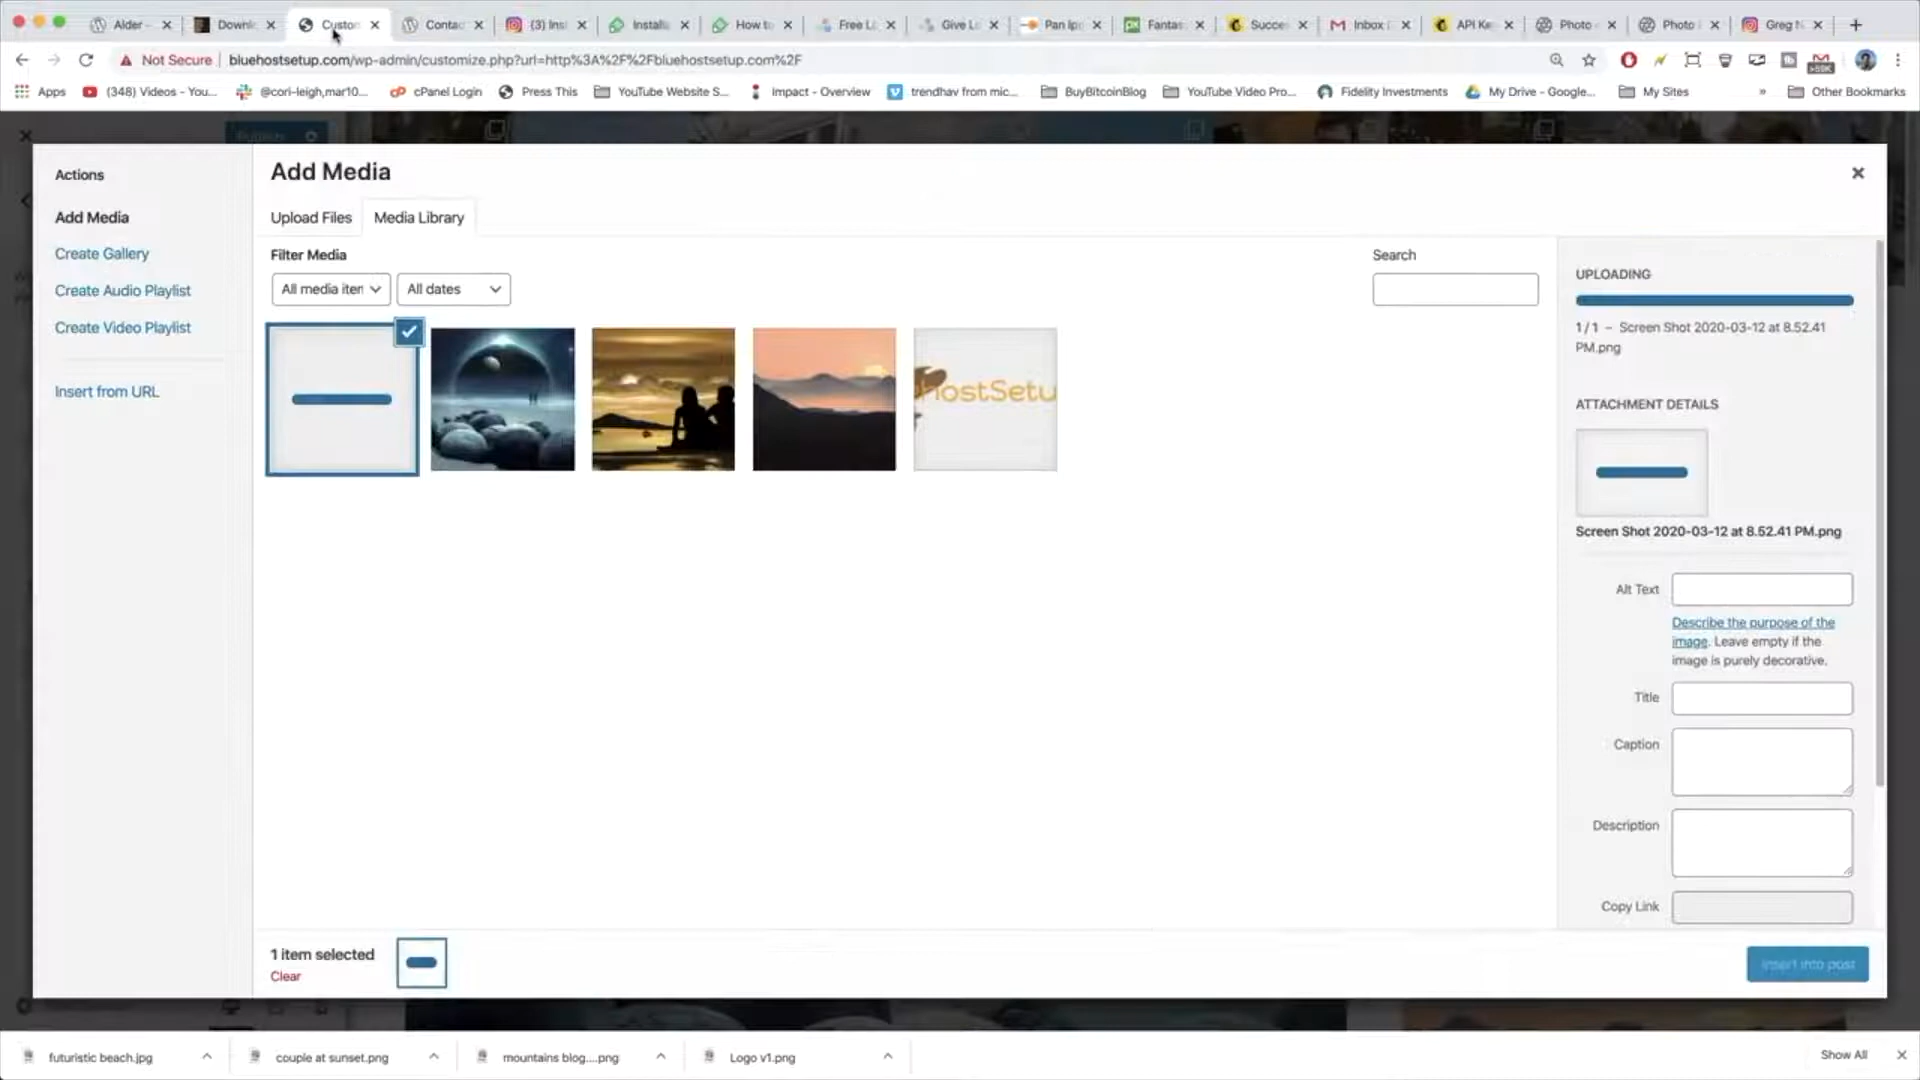 Alder -
Downl
Custon
Contac
(3) Inst
Installa
How to
Free L
Give Lo
Pan Ipo
Fantas
Succes
Inbox
API Ke
Photo
Photo
Greg N
Not Secure
bluehostsetup.com/wp-admin/customize.php?url=http%3A%2F%2Fbluehostsetup.com%2F
Apps
(348) Videos - You...
@cori-leigh,mar10...
cPanel Login
Press This
YouTube Website S...
Impact - Overview
trendhav from mic...
BuyBitcoinBlog
YouTube Video Pro...
Fidelity Investments
My Drive - Google...
My Sites
»
Other Bookmarks
Actions
Add Media
Create Gallery
Create Audio Playlist
Create Video Playlist
Insert from URL
Add Media
Upload Files
Media Library
Filter Media
All media iter
All dates
Search
hostSetu
UPLOADING
1 / 1 – Screen Shot 2020-03-12 at 8.52.41
PM.png
ATTACHMENT DETAILS
Screen Shot 2020-03-12 at 8.52.41 PM.png
Alt Text
Describe the purpose of the
image. Leave empty if the
image is purely decorative.
Title
Caption
Description
Copy Link
1 item selected
Clear
Insert into post
futuristic beach.jpg
couple at sunset.png
mountains blog....png
Logo v1.png
Show All